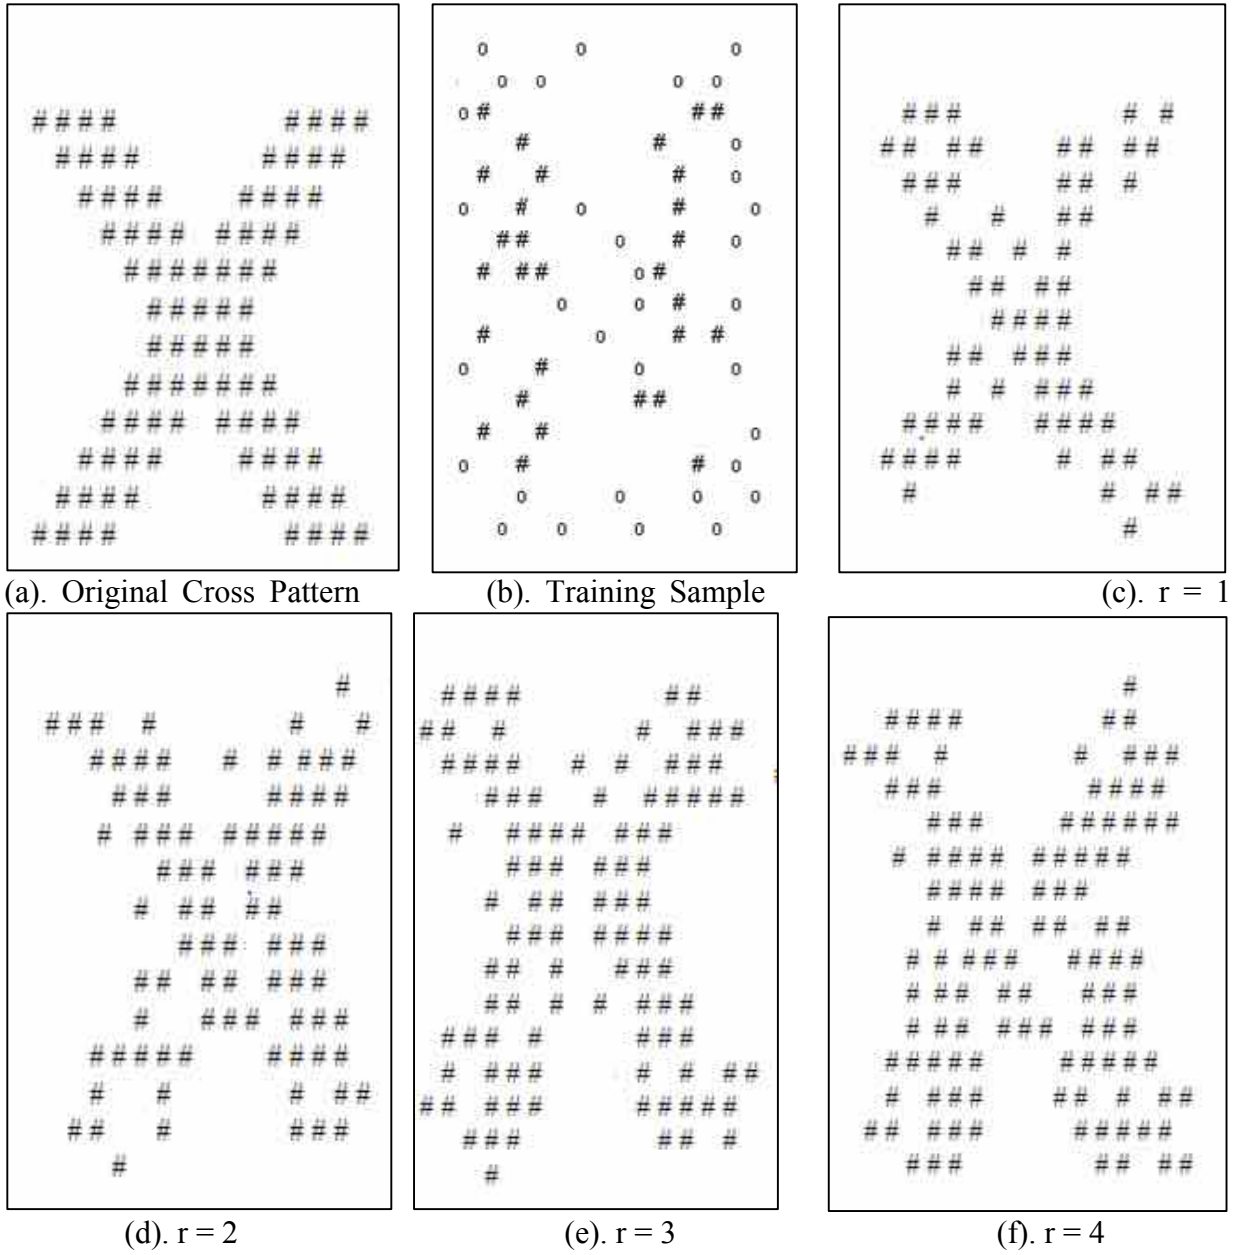 (a). Original Cross Pattern
(b). Training Sample
(c). r = 1
(d). r = 2
(e). r = 3
(f). r = 4